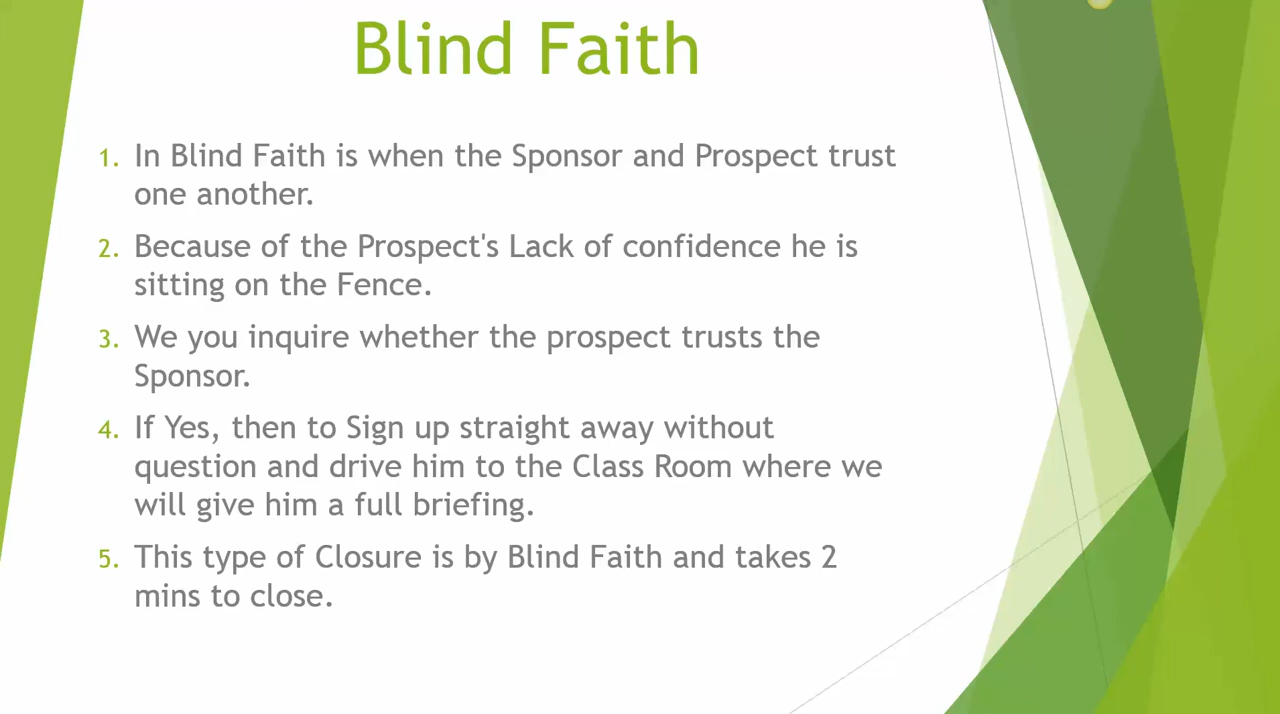 Blind Faith
1. In Blind Faith is when the Sponsor and Prospect trust
one another.
2. Because of the Prospect's Lack of confidence he is
sitting on the Fence.
3. We you inquire whether the prospect trusts the
Sponsor.
4. If Yes, then to Sign up straight away without
question and drive him to the Class Room where we
will give him a full briefing.
5. This type of Closure is by Blind Faith and takes 2
mins to close.